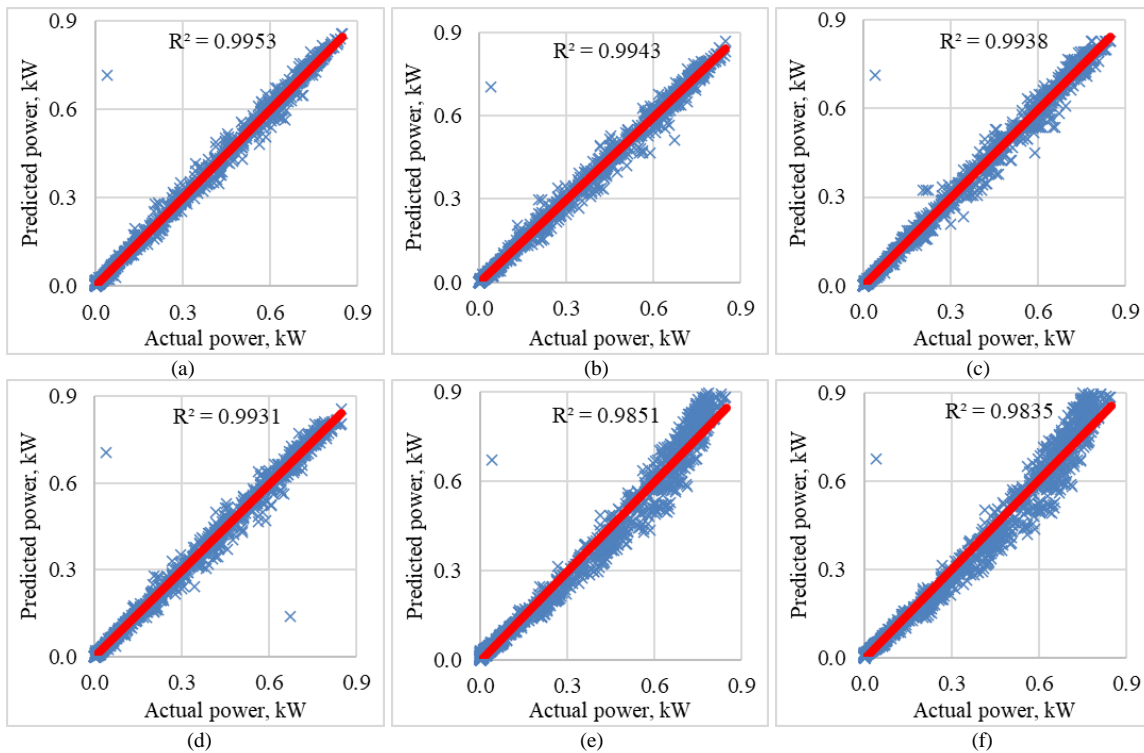 R² = 0.9953
Predicted power, kW
0.9
0.6
0.3
0.0
0.0 0.3 0.6 0.9
Actual power, kW
(a)
R² = 0.9943
Predicted power, kW
0.9
0.6
0.3
0.0
0.0 0.3 0.6 0.9
Actual power, kW
(b)
R² = 0.9938
Predicted power, kW
0.9
0.6
0.3
0.0
0.0 0.3 0.6 0.9
Actual power, kW
(c)
R² = 0.9931
Predicted power, kW
0.9
0.6
0.3
0.0
0.0 0.3 0.6 0.9
Actual power, kW
(d)
R² = 0.9851
Predicted power, kW
0.9
0.6
0.3
0.0
0.0 0.3 0.6 0.9
Actual power, kW
(e)
R² = 0.9835
Predicted power, kW
0.9
0.6
0.3
0.0
0.0 0.3 0.6 0.9
Actual power, kW
(f)